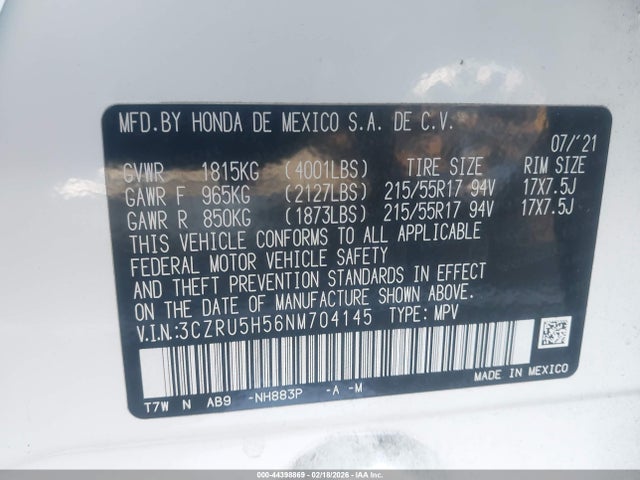 MFD.BY HONDA DE MEXICO S.A. DE C.V.
07/'21
GVWR 1815KG (4001LBS) TIRE SIZE RIM SIZE
GAWR F 965KG (2127LBS) 215/55R17 94V 17X7.5J
GAWR R 850KG (1873LBS) 215/55R17 94V 17X7.5J
THIS VEHICLE CONFORMS TO ALL APPLICABLE
FEDERAL MOTOR VEHICLE SAFETY
AND THEFT PREVENTION STANDARDS IN EFFECT
ON THE DATE OF MANUFACTURE SHOWN ABOVE.
V.I.N.:3CZRU5H56NM704145 TYPE: MPV
T7W N AB9 -NH883P -A -M MADE IN MEXICO
000-44398869 | 02/18/2026 - IAA Inc.